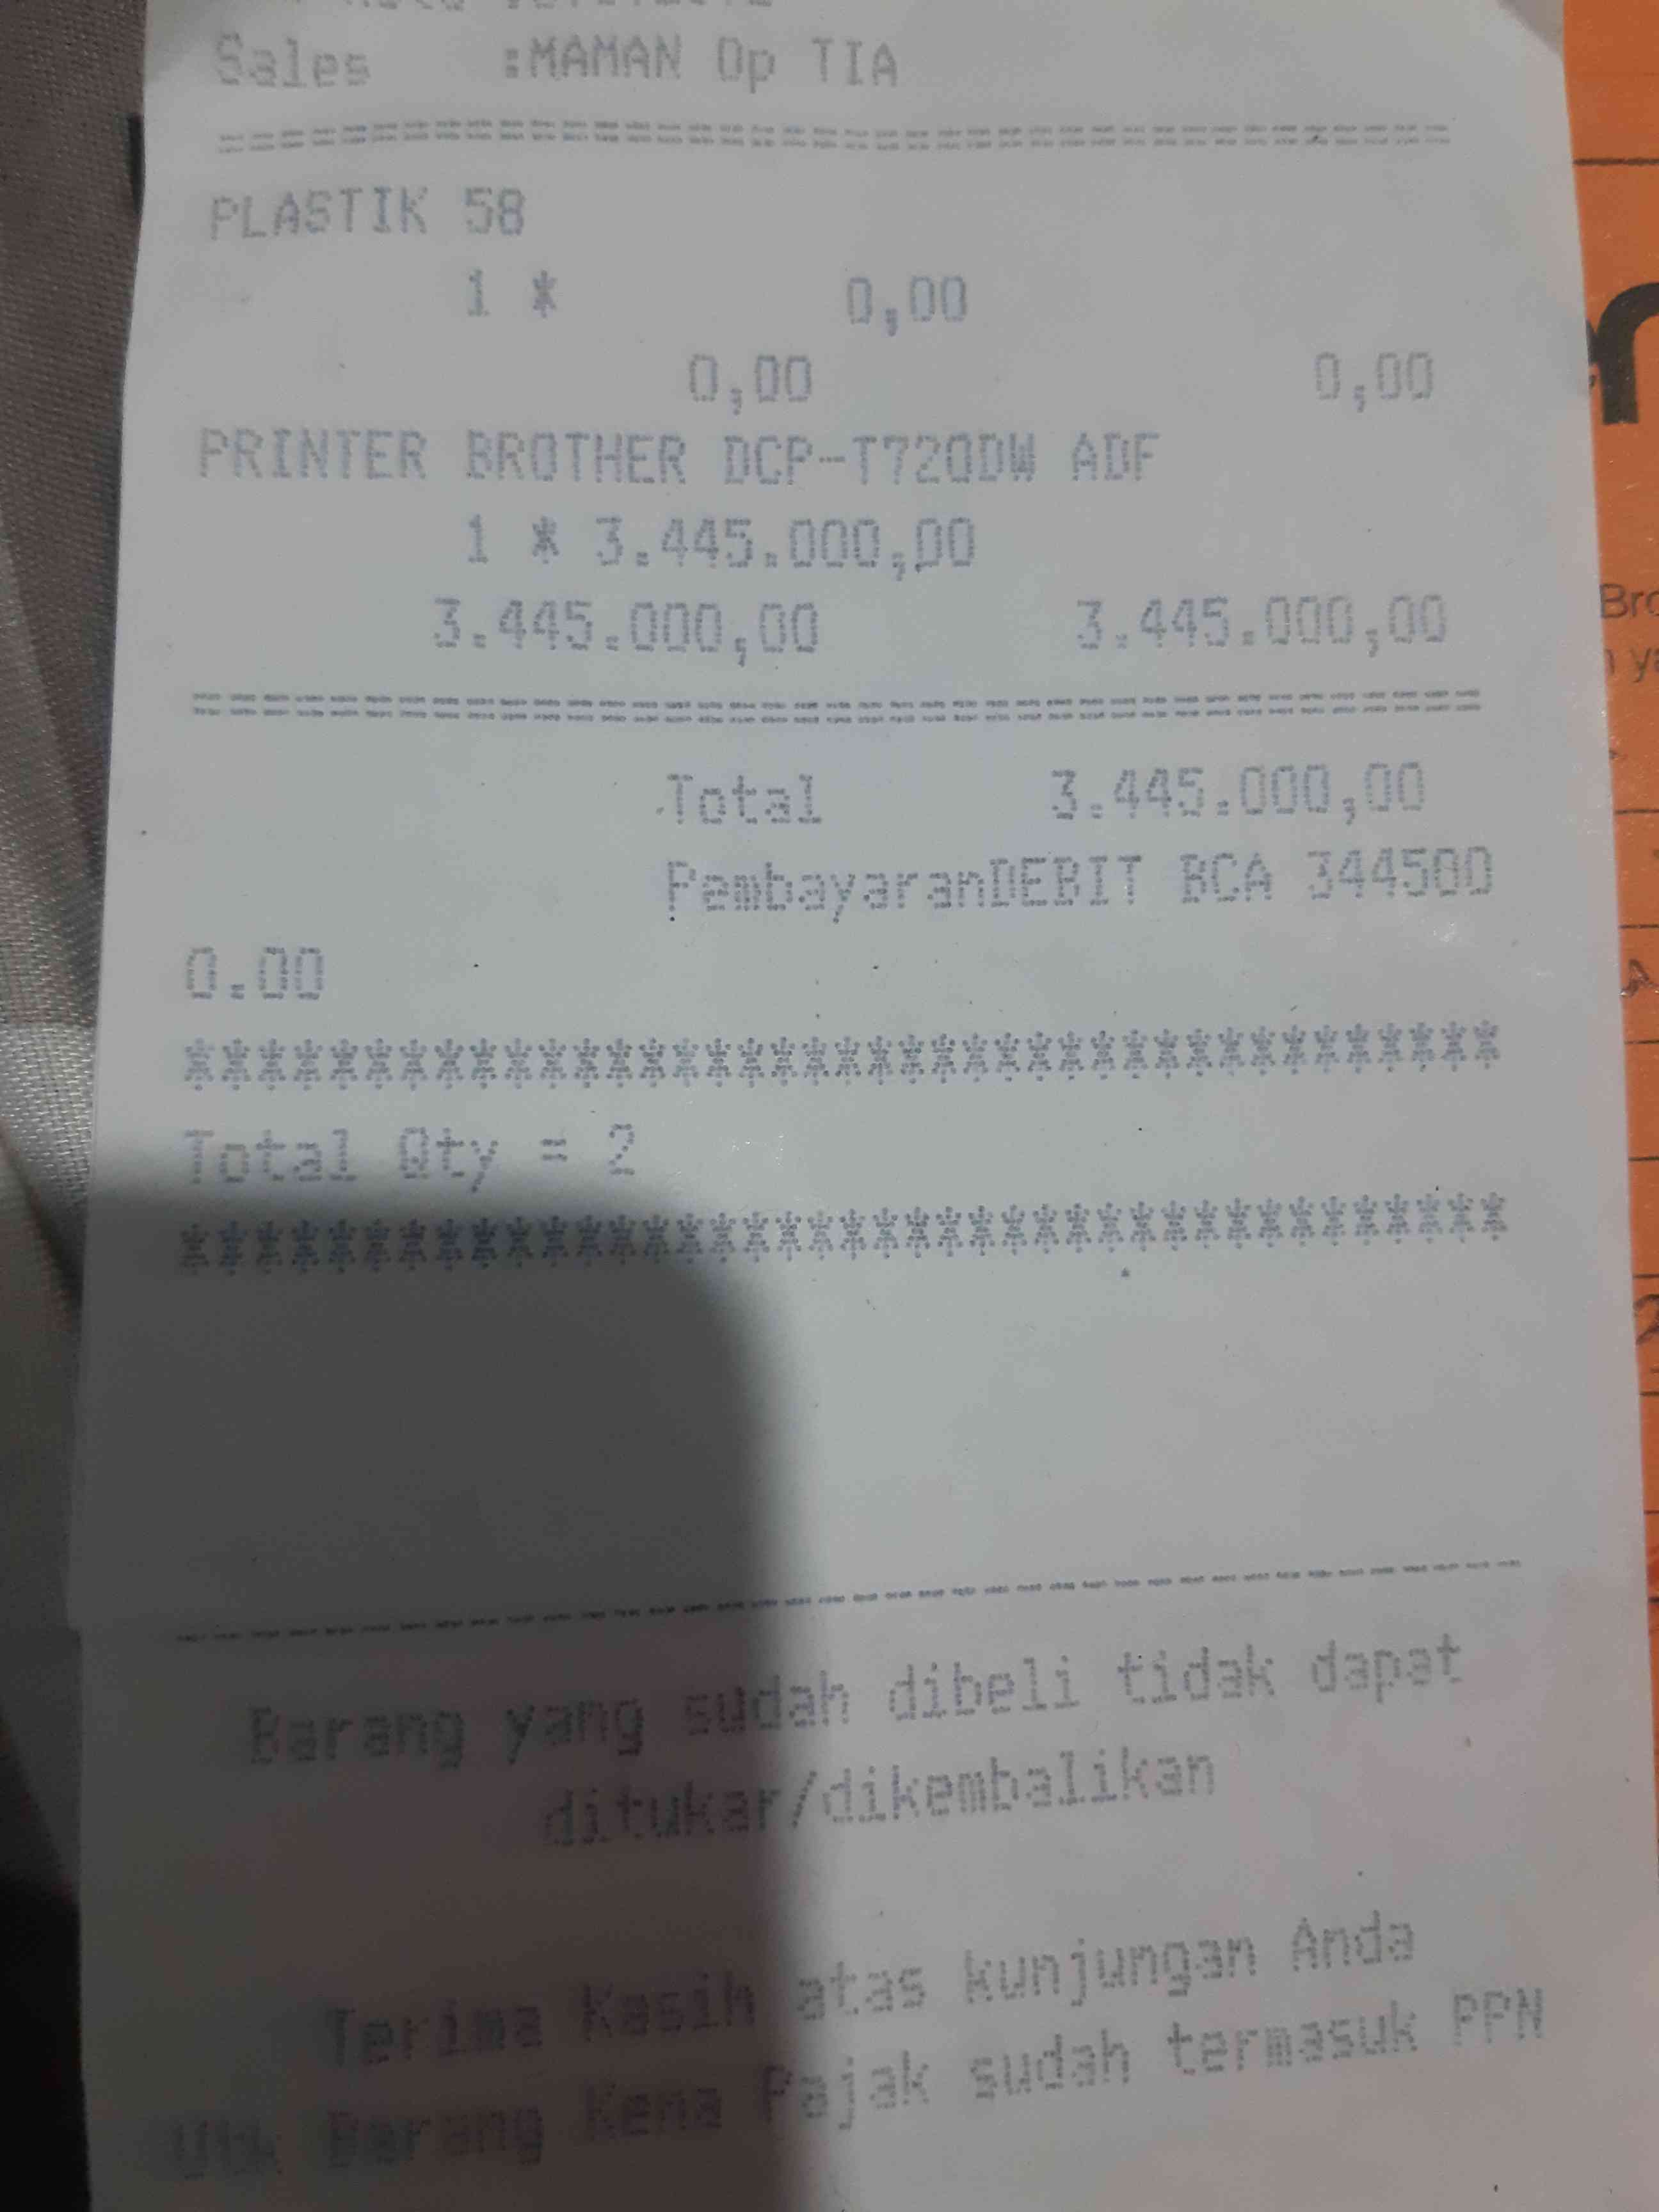 Sales :MAMAN Op TIA
PLASTIK 58
1 * 0,00
0,00 0,00
PRINTER BROTHER DCP-T720DW ADF
1 * 3.445.000,00
3.445.000,00 3.445.000,00
Total 3.445.000,00
PembayaranDEBIT BCA 344500
0.00
**************************************
Total Qty = 2
**************************************
Barang yang sudah dibeli tidak dapat
ditukar/dikembalikan
Terima Kasih atas kunjungan Anda
Utk Barang Kena Pajak sudah termasuk PPN
Bro